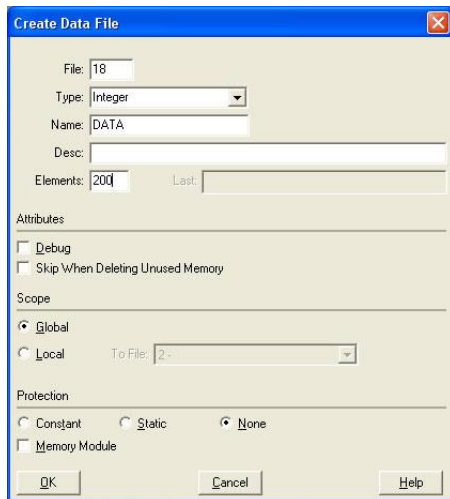 Create Data File
File: 18
Type: Integer
Name: DATA
Desc:
Elements: 200 Last:
Attributes
Debug
Skip When Deleting Unused Memory
Scope
Global
Local To File: 2 -
Protection
Constant Static None
Memory Module
OK Cancel Help